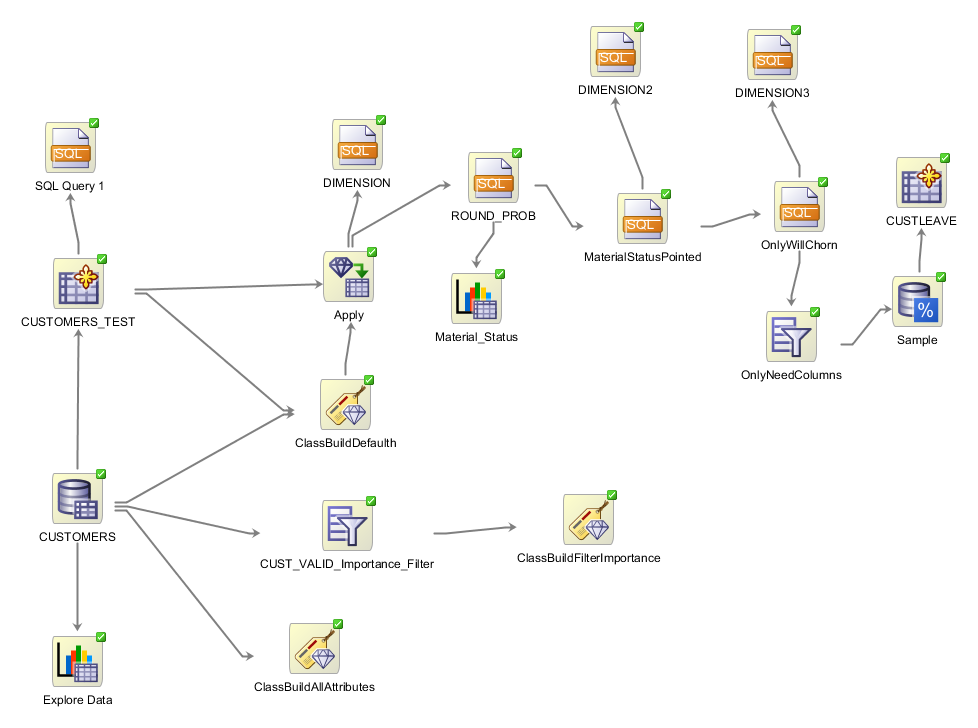 SQL
DIMENSION2
SQL
DIMENSION3
SQL
SQL Query 1
SQL
DIMENSION
SQL
ROUND_PROB
SQL
MaterialStatusPointed
SQL
OnlyWillChorn
CUSTLEAVE
CUSTOMERS_TEST
Apply
Material_Status
OnlyNeedColumns
%
Sample
ClassBuildDefaulth
CUSTOMERS
CUST_VALID_Importance_Filter
ClassBuildFilterImportance
Explore Data
ClassBuildAllAttributes